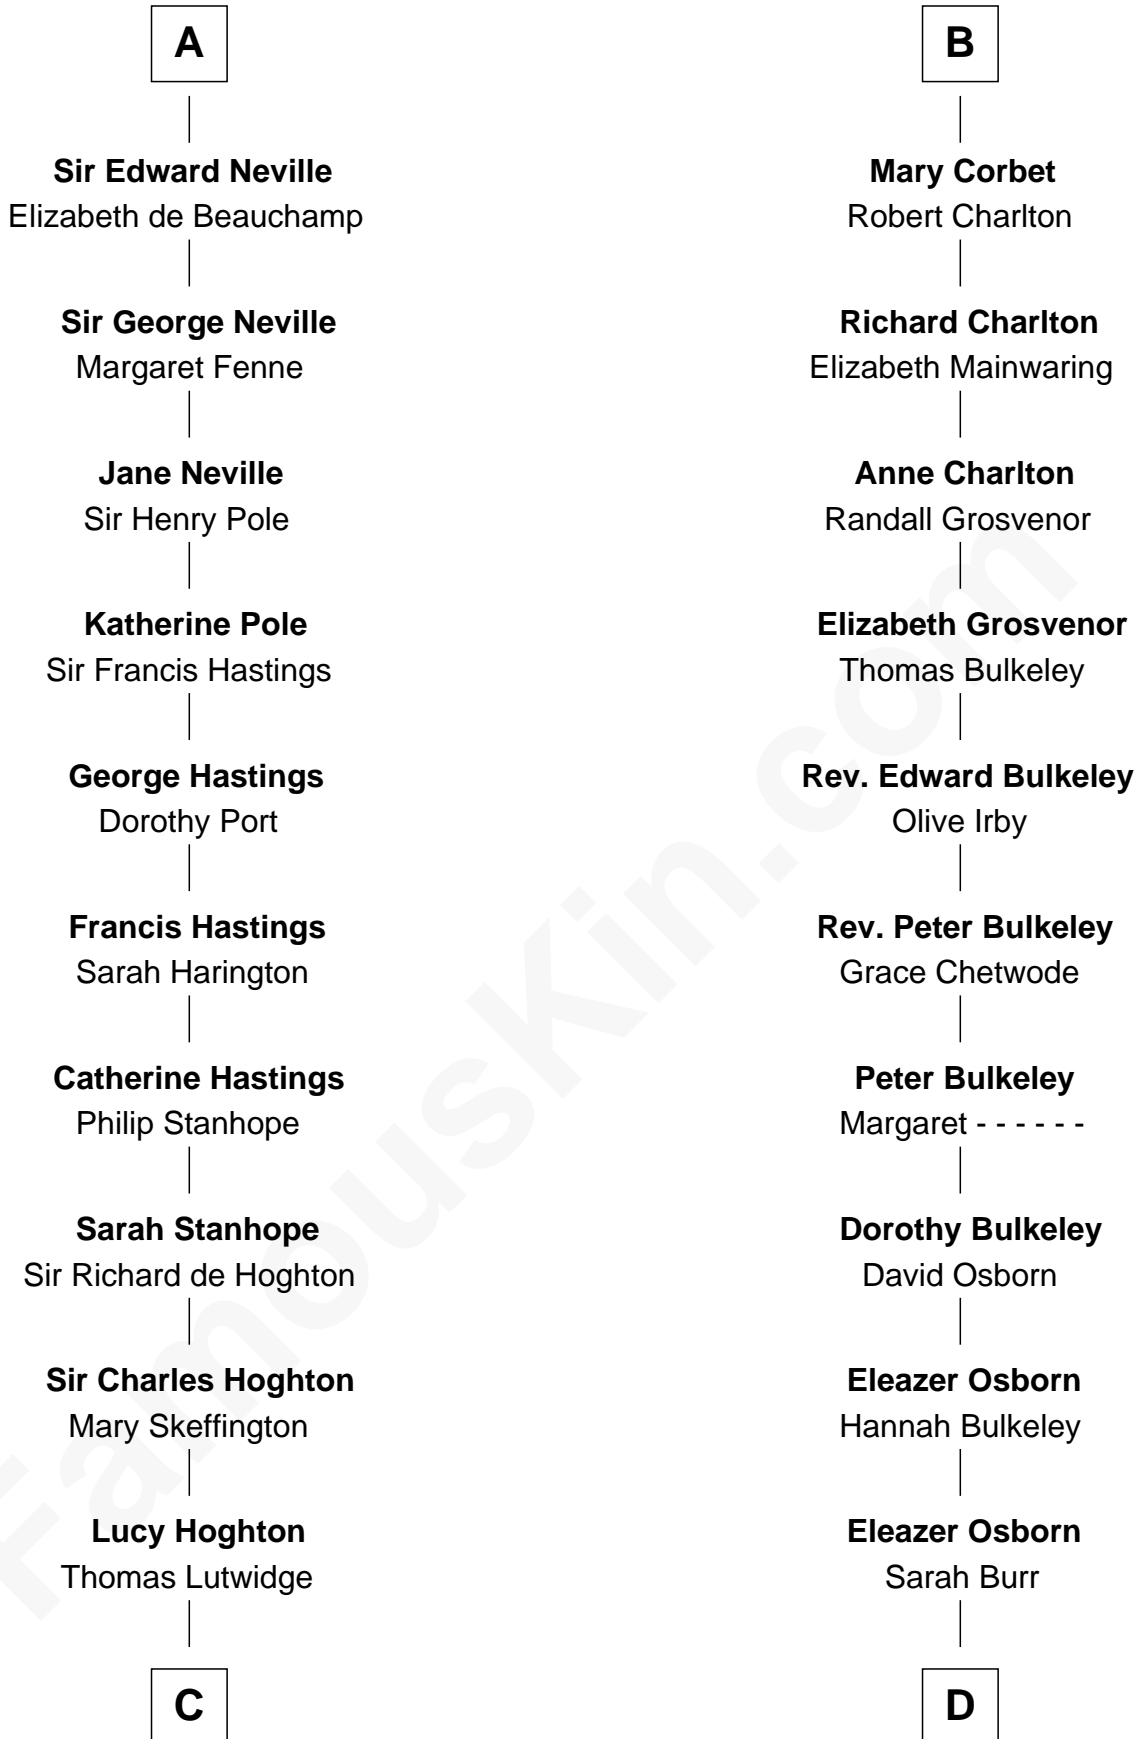 A
Sir Edward Neville
Elizabeth de Beauchamp
Sir George Neville
Margaret Fenne
Jane Neville
Sir Henry Pole
Katherine Pole
Sir Francis Hastings
George Hastings
Dorothy Port
Francis Hastings
Sarah Harington
Catherine Hastings
Philip Stanhope
Sarah Stanhope
Sir Richard de Hoghton
Sir Charles Hoghton
Mary Skeffington
Lucy Hoghton
Thomas Lutwidge
C
B
Mary Corbet
Robert Charlton
Richard Charlton
Elizabeth Mainwaring
Anne Charlton
Randall Grosvenor
Elizabeth Grosvenor
Thomas Bulkeley
Rev. Edward Bulkeley
Olive Irby
Rev. Peter Bulkeley
Grace Chetwode
Peter Bulkeley
Margaret - - - - - -
Dorothy Bulkeley
David Osborn
Eleazer Osborn
Hannah Bulkeley
Eleazer Osborn
Sarah Burr
D
FamousKin.com